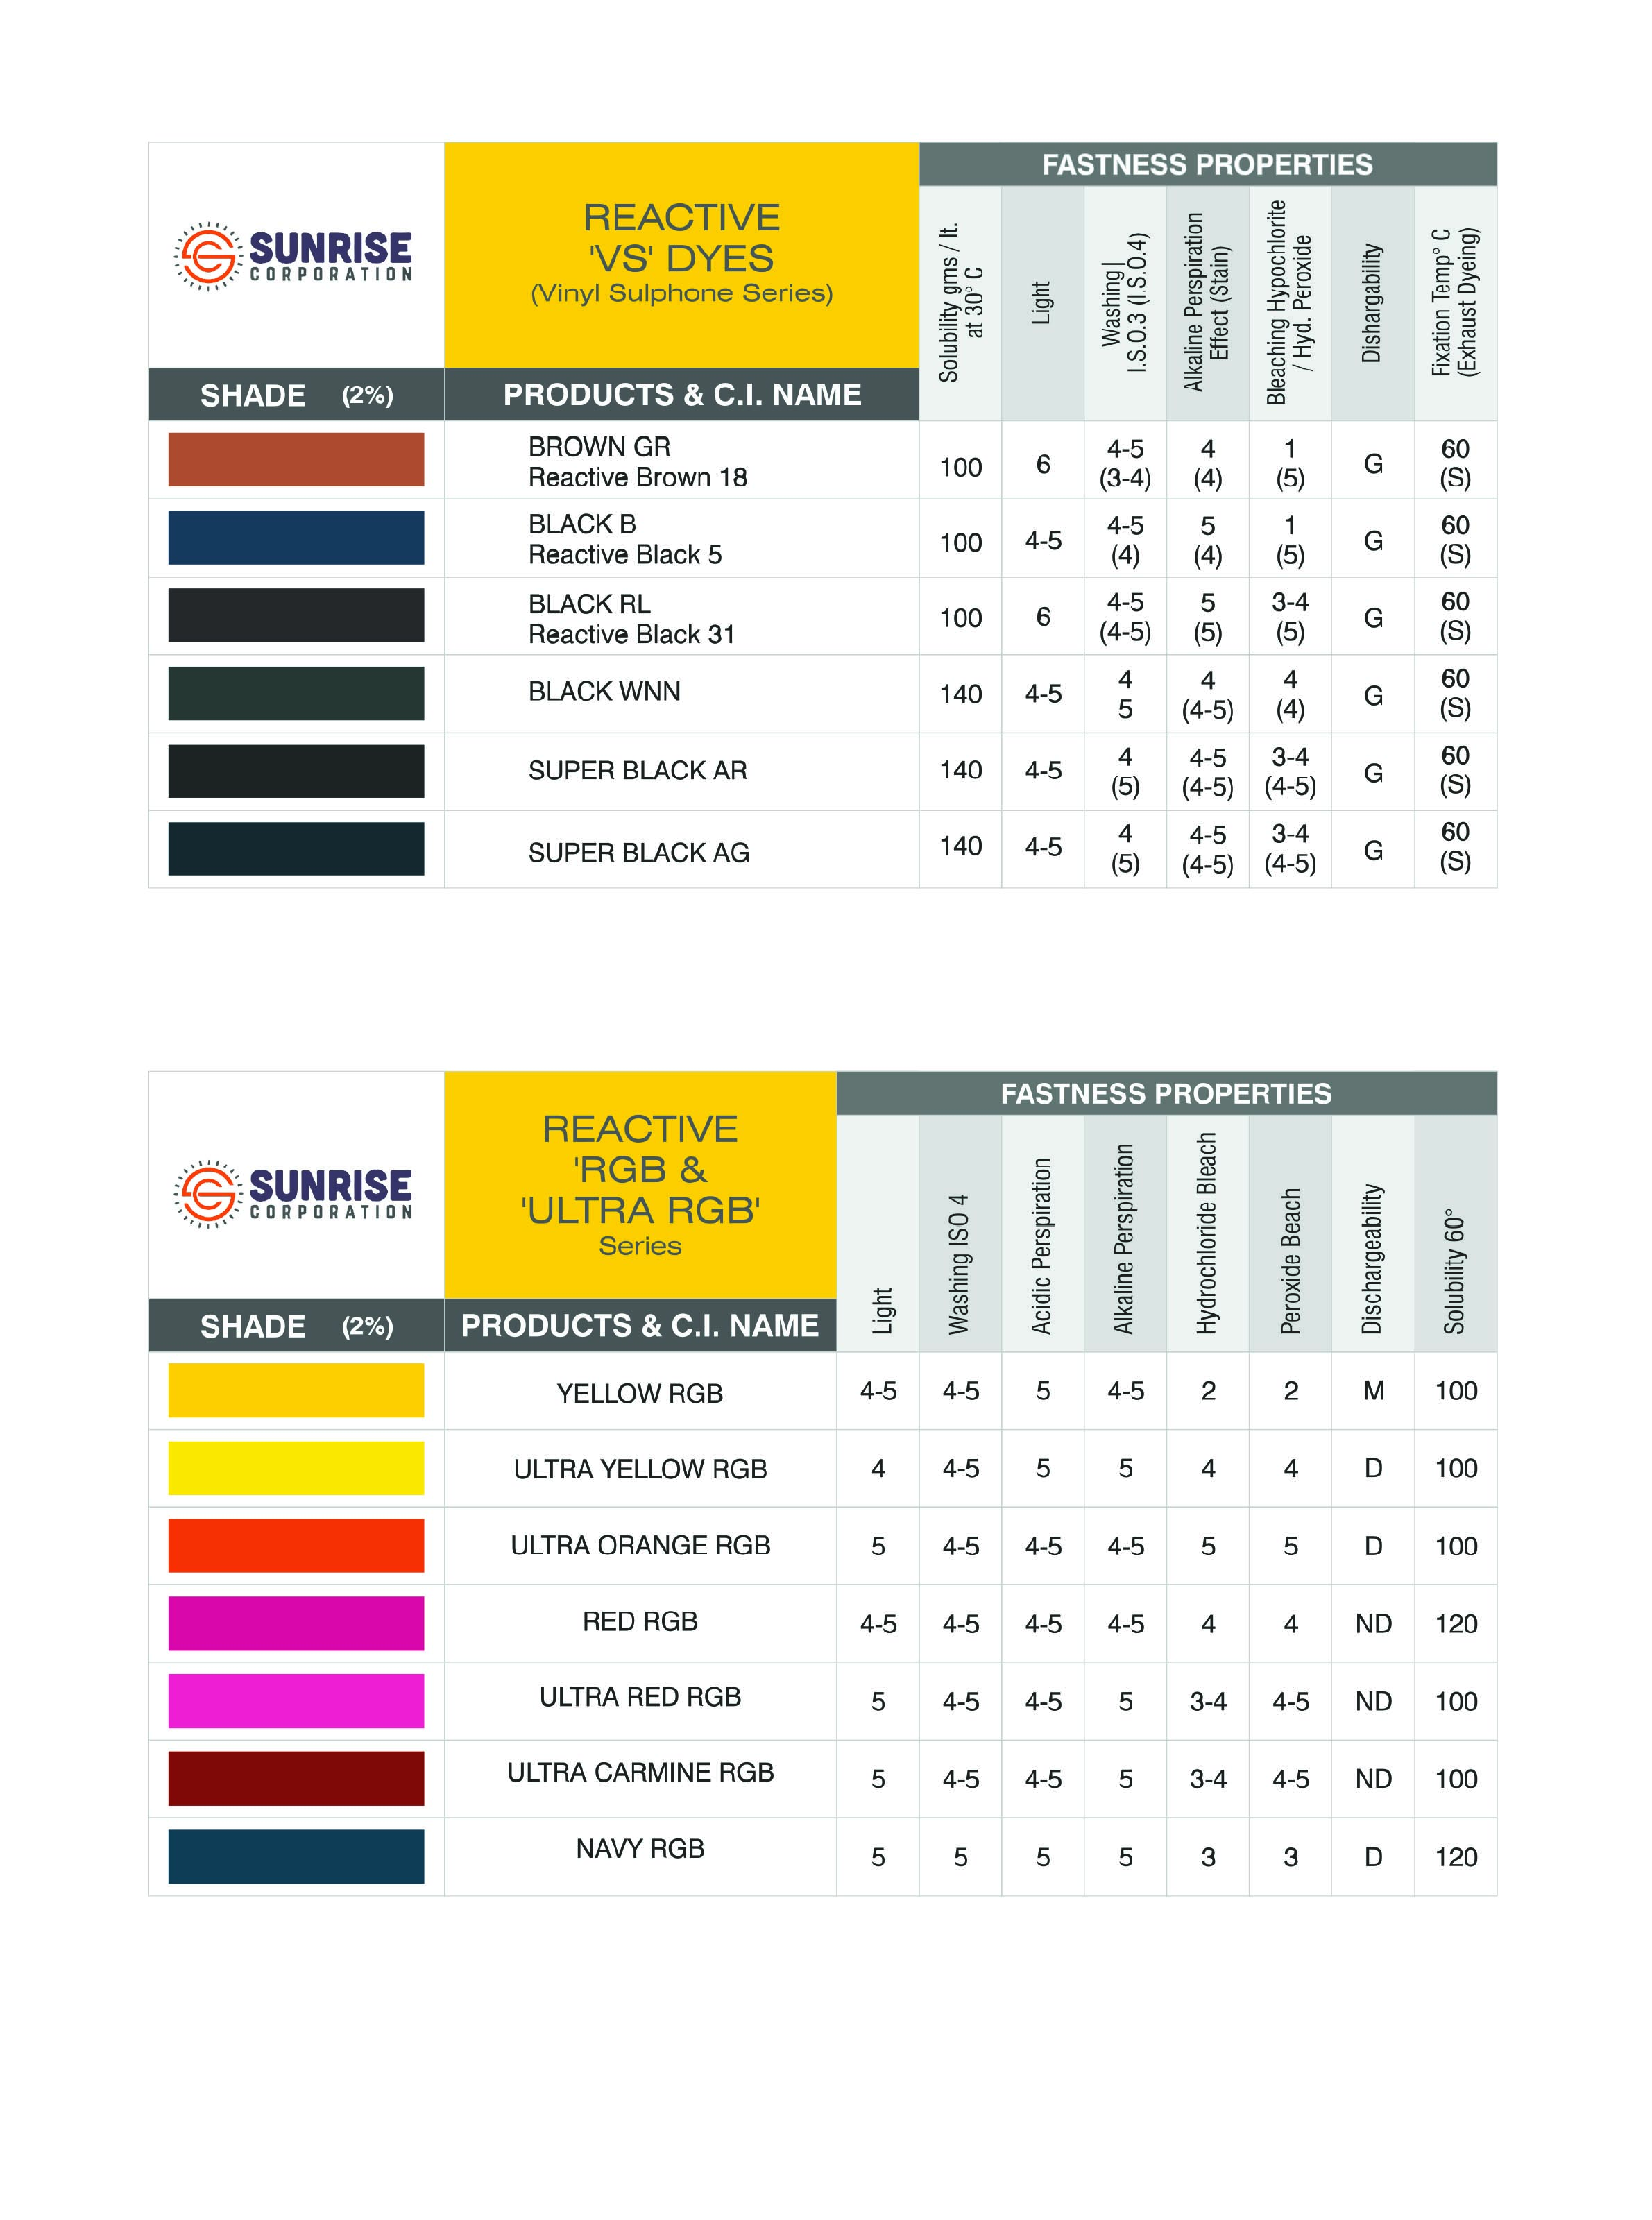 SUNRISE
CORPORATION
REACTIVE
'VS' DYES
(Vinyl Sulphone Series)
FASTNESS PROPERTIES
Solubility gms / lt.
at 30° C
Light
Washing |
I.S.O.3 (I.S.O.4)
Alkaline Perspiration
Effect (Stain)
Bleaching Hypochlorite
/ Hyd. Peroxide
Dishargability
Fixation Temp° C
(Exhaust Dyeing)
SHADE (2%) PRODUCTS & C.I. NAME
BROWN GR
Reactive Brown 18
100 6 4-5 (3-4) 4 (4) 1 (5) G 60 (S)
BLACK B
Reactive Black 5
100 4-5 4-5 (4) 5 (4) 1 (5) G 60 (S)
BLACK RL
Reactive Black 31
100 6 4-5 (4-5) 5 (5) 3-4 (5) G 60 (S)
BLACK WNN 140 4-5 4 5 4 (4-5) 4 (4) G 60 (S)
SUPER BLACK AR 140 4-5 4 (5) 4-5 (4-5) 3-4 (4-5) G 60 (S)
SUPER BLACK AG 140 4-5 4 (5) 4-5 (4-5) 3-4 (4-5) G 60 (S)
SUNRISE
CORPORATION
REACTIVE
'RGB &
'ULTRA RGB'
Series
FASTNESS PROPERTIES
Light
Washing ISO 4
Acidic Perspiration
Alkaline Perspiration
Hydrochloride Bleach
Peroxide Beach
Dischargeability
Solubility 60°
SHADE (2%) PRODUCTS & C.I. NAME
YELLOW RGB 4-5 4-5 5 4-5 2 2 M 100
ULTRA YELLOW RGB 4 4-5 5 5 4 4 D 100
ULTRA ORANGE RGB 5 4-5 4-5 4-5 5 5 D 100
RED RGB 4-5 4-5 4-5 4-5 4 4 ND 120
ULTRA RED RGB 5 4-5 4-5 5 3-4 4-5 ND 100
ULTRA CARMINE RGB 5 4-5 4-5 5 3-4 4-5 ND 100
NAVY RGB 5 5 5 5 3 3 D 120